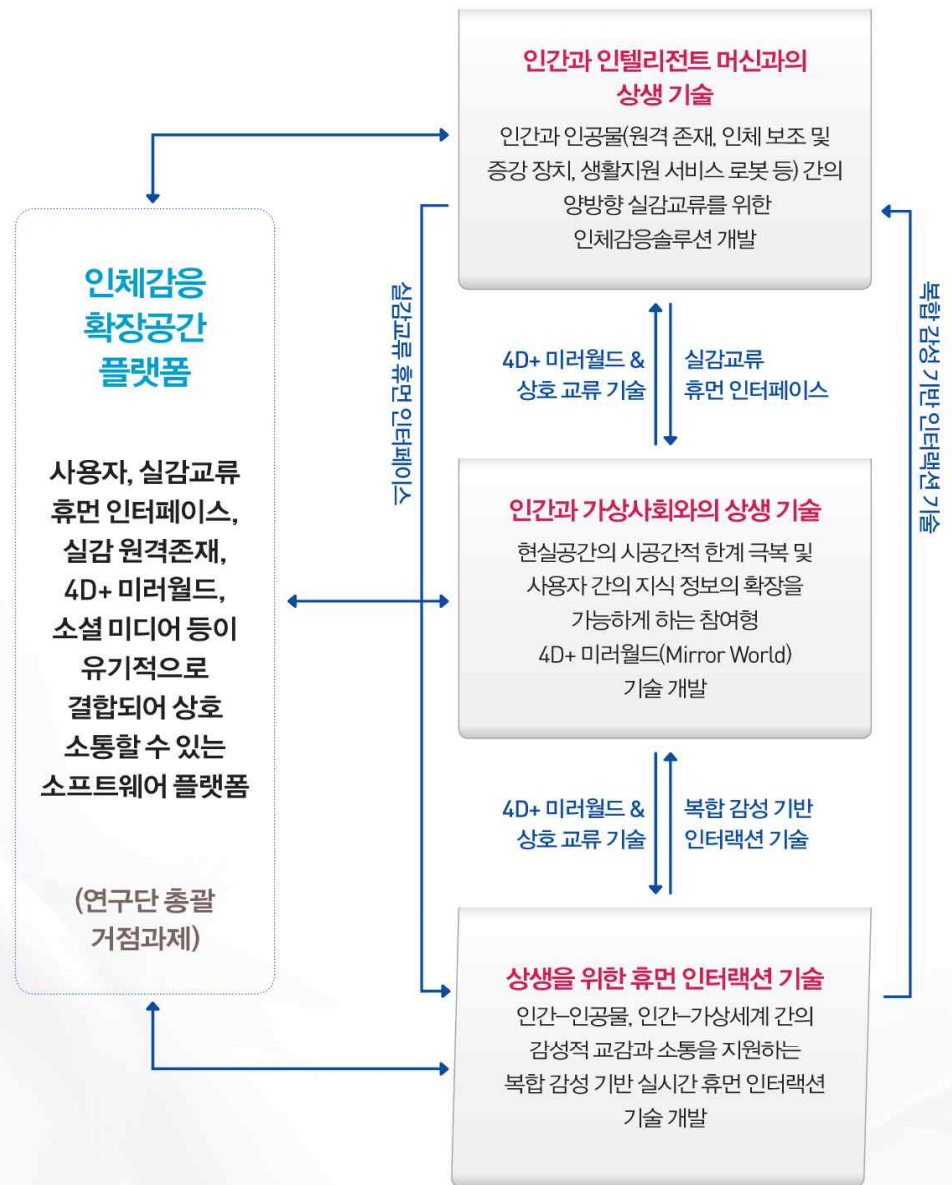 인체감응
확장공간
플랫폼
사용자, 실감교류
휴먼 인터페이스,
실감 원격존재,
4D+ 미러월드,
소셜 미디어 등이
유기적으로
결합되어 상호
소통할 수 있는
소프트웨어 플랫폼
(연구단 총괄
거점과제)
인간과 인텔리전트 머신과의
상생 기술
인간과 인공물(원격 존재, 인체 보조 및
증강 장치, 생활지원 서비스 로봇 등) 간의
양방향 실감교류를 위한
인체감응솔루션 개발
실감교류 휴먼 인터페이스
4D+ 미러월드 &
상호 교류 기술
실감교류
휴먼 인터페이스
복합 감성 기반 인터랙션 기술
인간과 가상사회와의 상생 기술
현실공간의 시공간적 한계 극복 및
사용자 간의 지식 정보의 확장을
가능하게 하는 참여형
4D+ 미러월드(Mirror World)
기술 개발
4D+ 미러월드 &
상호 교류 기술
복합 감성 기반
인터랙션 기술
상생을 위한 휴먼 인터랙션 기술
인간–인공물, 인간–가상세계 간의
감성적 교감과 소통을 지원하는
복합 감성 기반 실시간 휴먼 인터랙션
기술 개발